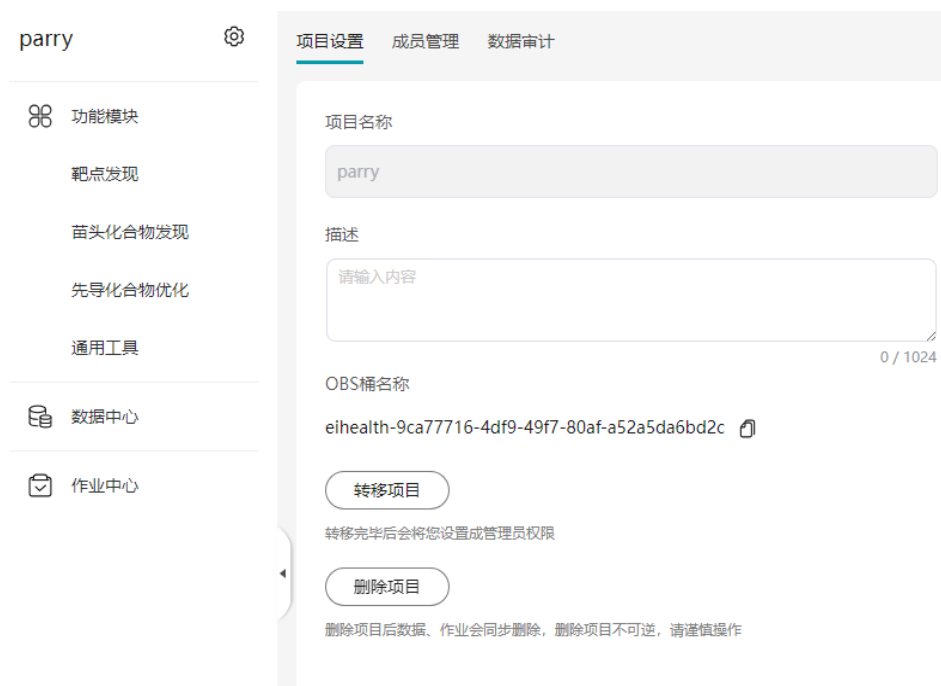 parry
功能模块
靶点发现
苗头化合物发现
先导化合物优化
通用工具
数据中心
作业中心
项目设置 成员管理 数据审计
项目名称
parry
描述
请输入内容
0 / 1024
OBS桶名称
eihealth-9ca77716-4df9-49f7-80af-a52a5da6bd2c
转移项目
转移完毕后会将您设置成管理员权限
删除项目
删除项目后数据、作业会同步删除，删除项目不可逆，请谨慎操作